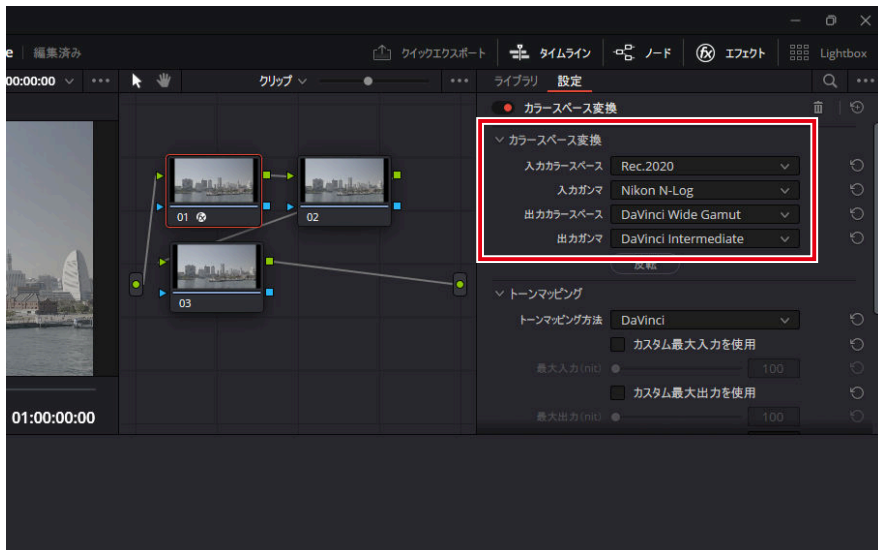 e 編集済み クイックエクスポート タイムライン ノード エフェクト Lightbox
00:00:00 クリップ ライブラリ 設定
カラースペース変換
カラースペース変換
入力カラースペース Rec.2020
入力ガンマ Nikon N-Log
出力カラースペース DaVinci Wide Gamut
出力ガンマ DaVinci Intermediate
反転
01
02
03
トーンマッピング
トーンマッピング方法 DaVinci
カスタム最大入力を使用
最大入力(nit) 100
カスタム最大出力を使用
最大出力(nit) 100
01:00:00:00